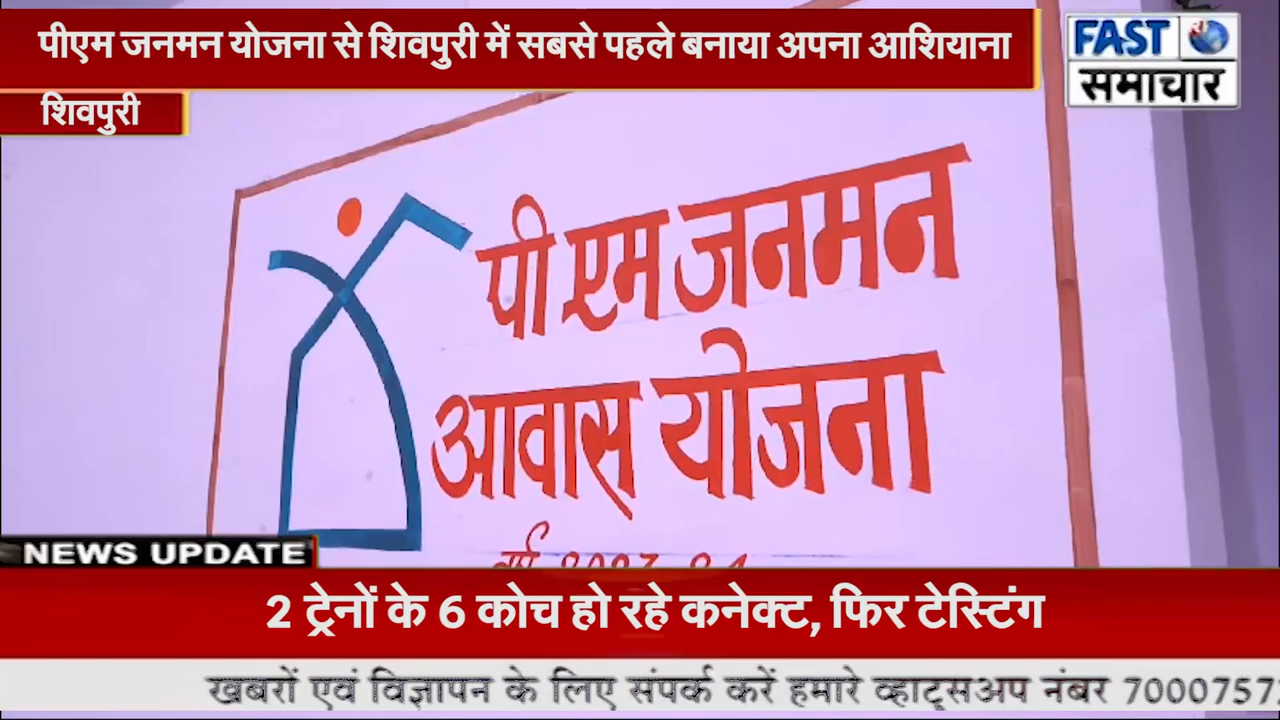 पीएम जनमन योजना से शिवपुरी में सबसे पहले बनाया अपना आशियाना
FAST
समाचार
शिवपुरी
पी एम जनमन
आवास योजना
NEWS UPDATE
2 ट्रेनों के 6 कोच हो रहे कनेक्ट, फिर टेस्टिंग
खबरों एवं विज्ञापन के लिए संपर्क करें हमारे व्हाट्सअप नंबर